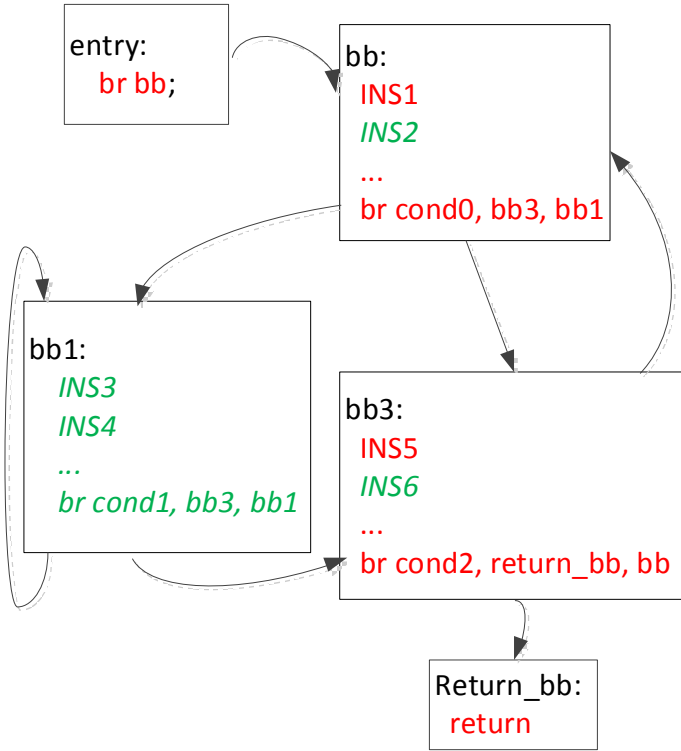 entry:
br bb;
bb:
INS1
INS2
...
br cond0, bb3, bb1
bb1:
INS3
INS4
...
br cond1, bb3, bb1
bb3:
INS5
INS6
...
br cond2, return_bb, bb
Return_bb:
return